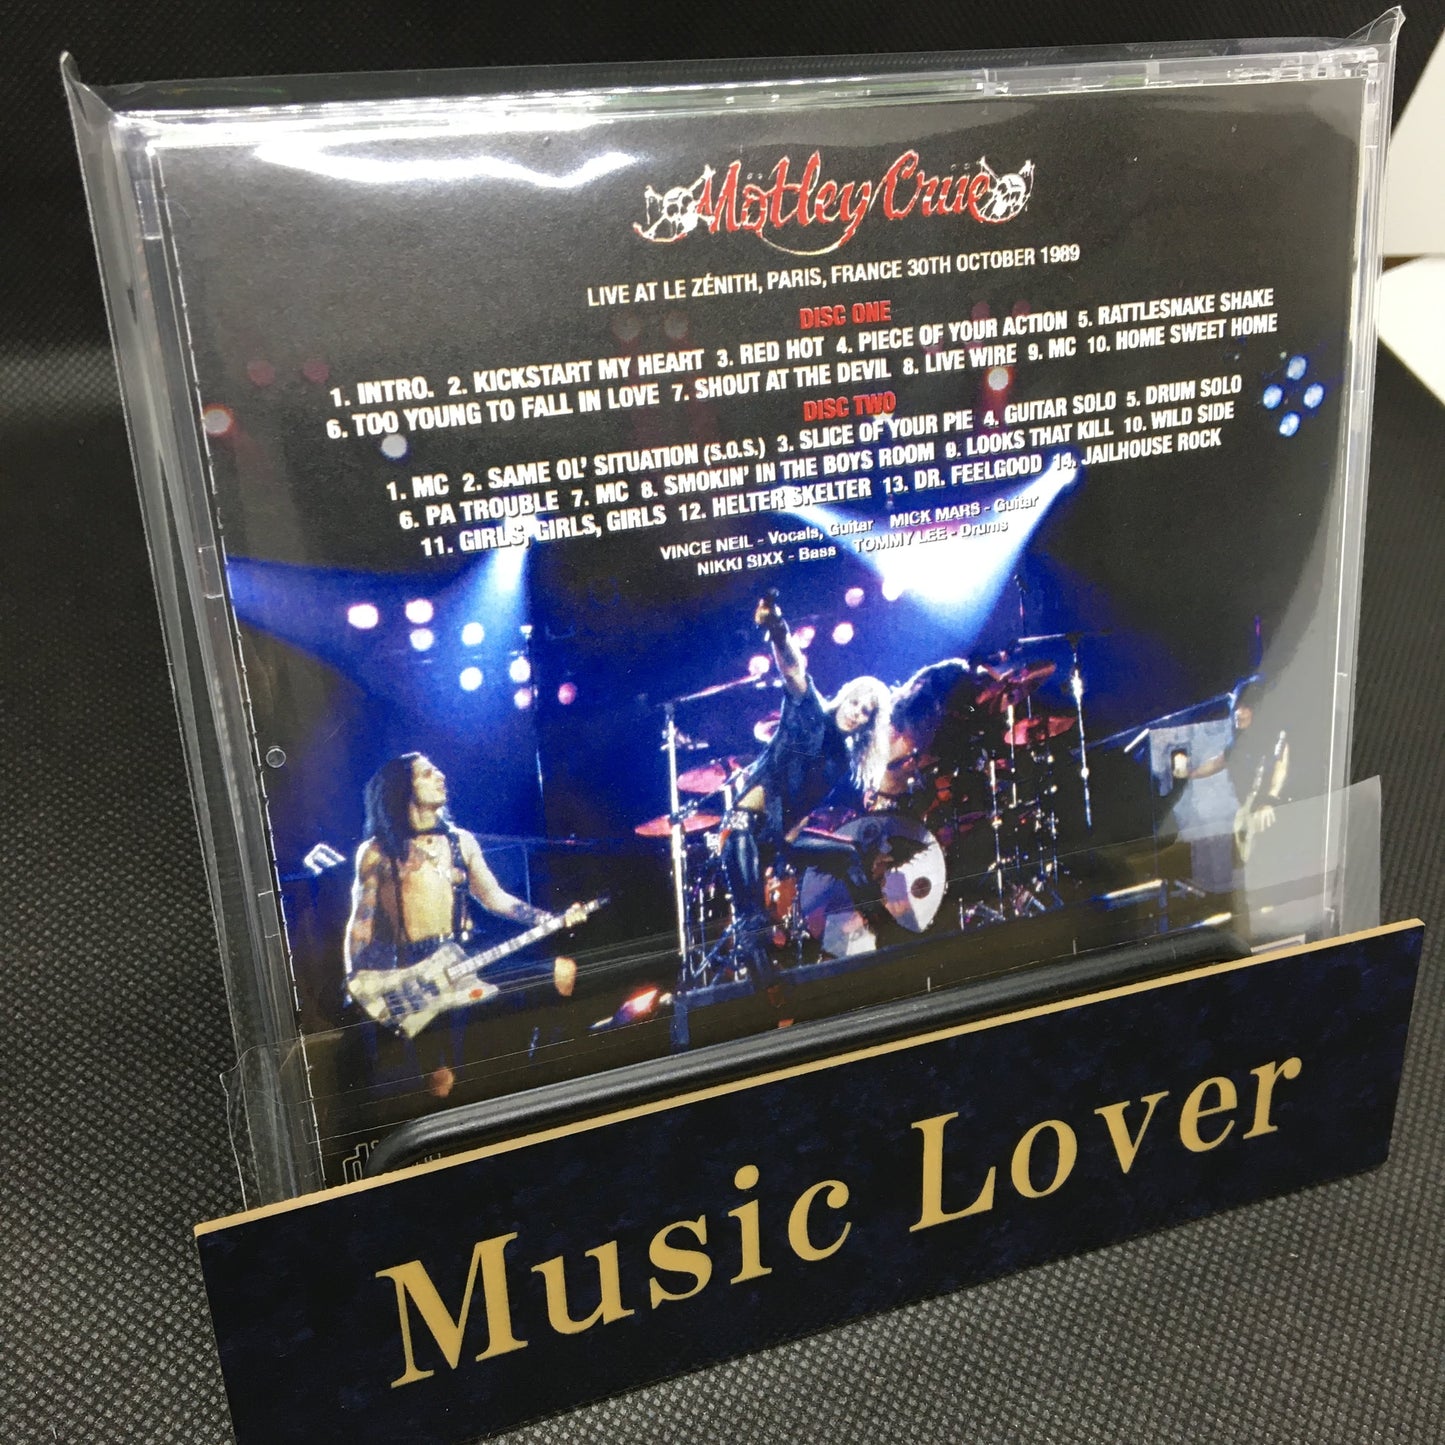 Mötley Crüe
LIVE AT LE ZÉNITH, PARIS, FRANCE 30TH OCTOBER 1989
DISC ONE
1. INTRO. 2. KICKSTART MY HEART 3. RED HOT 4. PIECE OF YOUR ACTION 5. RATTLESNAKE SHAKE
6. TOO YOUNG TO FALL IN LOVE 7. SHOUT AT THE DEVIL 8. LIVE WIRE 9. MC 10. HOME SWEET HOME
DISC TWO
1. MC 2. SAME OL' SITUATION (S.O.S.) 3. SLICE OF YOUR PIE 4. GUITAR SOLO 5. DRUM SOLO
6. PA TROUBLE 7. MC 8. SMOKIN' IN THE BOYS ROOM 9. LOOKS THAT KILL 10. WILD SIDE
11. GIRLS, GIRLS, GIRLS 12. HELTER SKELTER 13. DR. FEELGOOD 14. JAILHOUSE ROCK
VINCE NEIL - Vocals, Guitar MICK MARS - Guitar
NIKKI SIXX - Bass TOMMY LEE - Drums
Music Lover